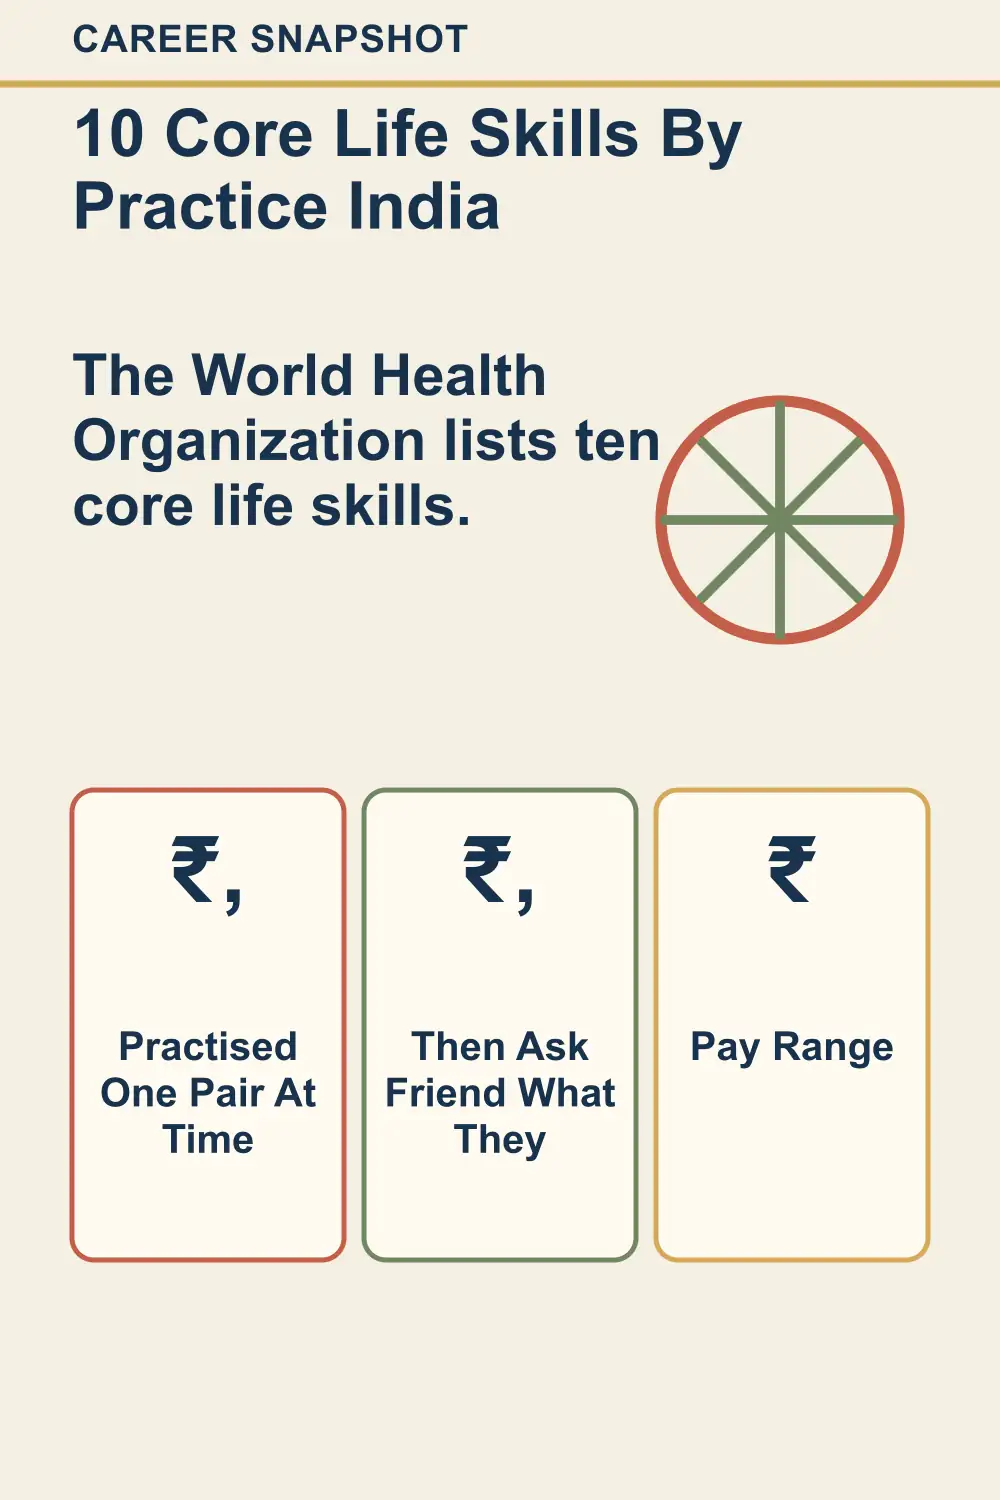 CAREER SNAPSHOT
10 Core Life Skills By
Practice India
The World Health
Organization lists ten
core life skills.
₹,
Practised
One Pair At
Time
₹,
Then Ask
Friend What
They
₹
Pay Range